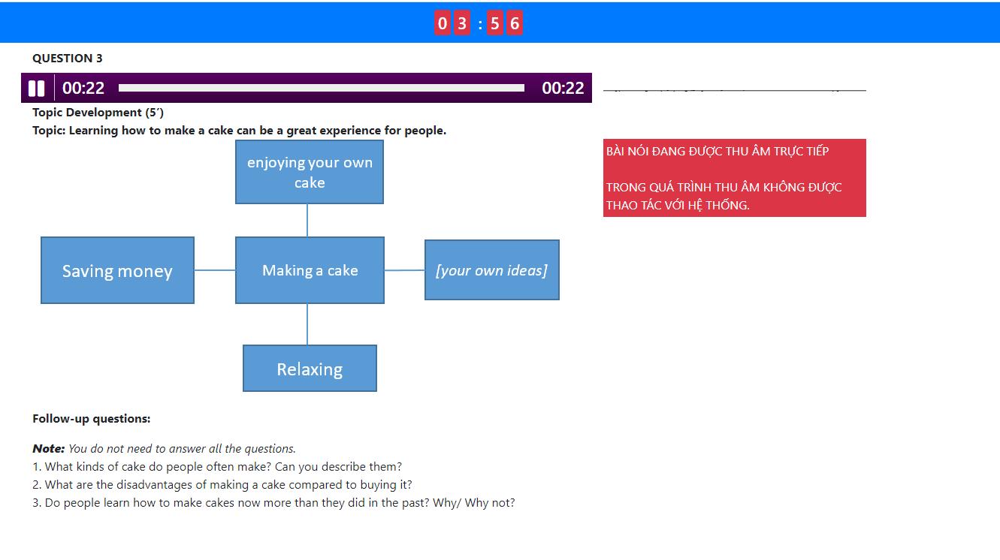 03:56
QUESTION 3
00:22 00:22
Topic Development (5’)
Topic: Learning how to make a cake can be a great experience for people.
enjoying your own
cake
Saving money
Making a cake
[your own ideas]
Relaxing
BÀI NÓI ĐANG ĐƯỢC THU ÂM TRỰC TIẾP
TRONG QUÁ TRÌNH THU ÂM KHÔNG ĐƯỢC
THAO TÁC VỚI HỆ THỐNG.
Follow-up questions:
Note: You do not need to answer all the questions.
1. What kinds of cake do people often make? Can you describe them?
2. What are the disadvantages of making a cake compared to buying it?
3. Do people learn how to make cakes now more than they did in the past? Why/ Why not?